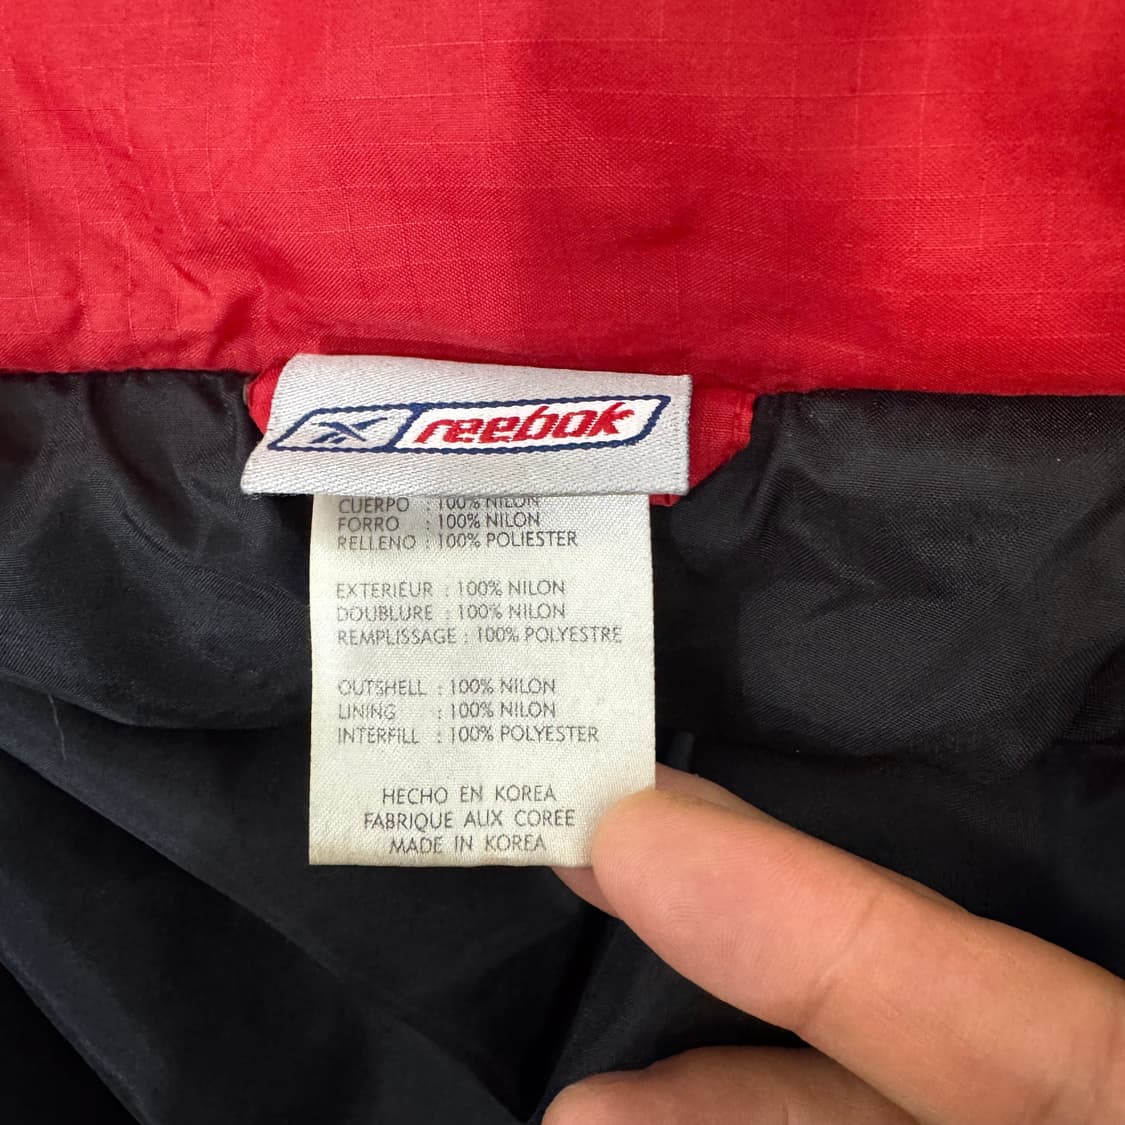 reebok
CUERPO : 100% NILON
FORRO : 100% NILON
RELLENO : 100% POLIESTER
EXTERIEUR : 100% NILON
DOUBLURE : 100% NILON
REMPLISSAGE : 100% POLYESTRE
OUTSHELL : 100% NILON
LINING : 100% NILON
INTERFILL : 100% POLYESTER
HECHO EN KOREA
FABRIQUE AUX CORÉE
MADE IN KOREA